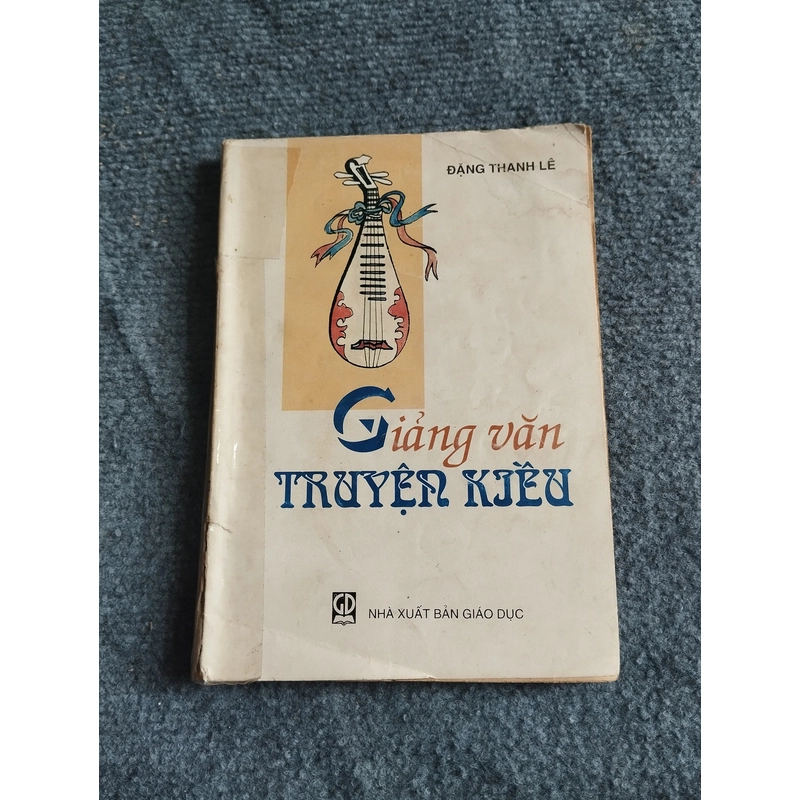 ĐẶNG THANH LÊ
Giảng văn
TRUYỆN KIỀU
GD
NHÀ XUẤT BẢN GIÁO DỤC